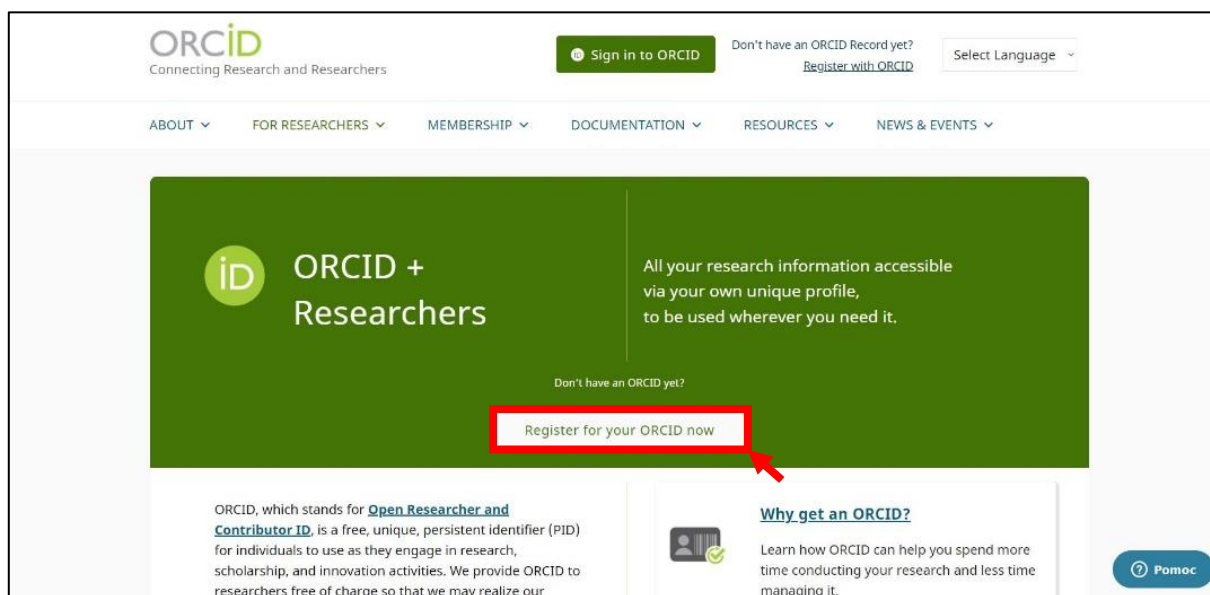 ORCiD
Connecting Research and Researchers
iD Sign in to ORCID
Don't have an ORCID Record yet?
Register with ORCID
Select Language
ABOUT
FOR RESEARCHERS
MEMBERSHIP
DOCUMENTATION
RESOURCES
NEWS & EVENTS
iD
ORCID +
Researchers
All your research information accessible
via your own unique profile,
to be used wherever you need it.
Don't have an ORCID yet?
Register for your ORCID now
ORCID, which stands for Open Researcher and
Contributor ID, is a free, unique, persistent identifier (PID)
for individuals to use as they engage in research,
scholarship, and innovation activities. We provide ORCID to
researchers free of charge so that we may realize our
Why get an ORCID?
Learn how ORCID can help you spend more
time conducting your research and less time
managing it.
? Pomoc